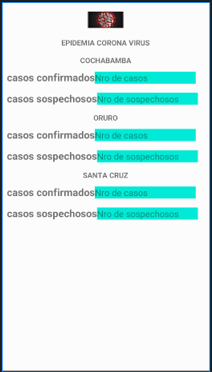 EPIDEMIA CORONA VIRUS
COCHABAMBA
casos confirmados Nro de casos
casos sospechosos Nro de sospechosos
ORURO
casos confirmados Nro de casos
casos sospechosos Nro de sospechosos
SANTA CRUZ
casos confirmados Nro de casos
casos sospechosos Nro de sospechosos